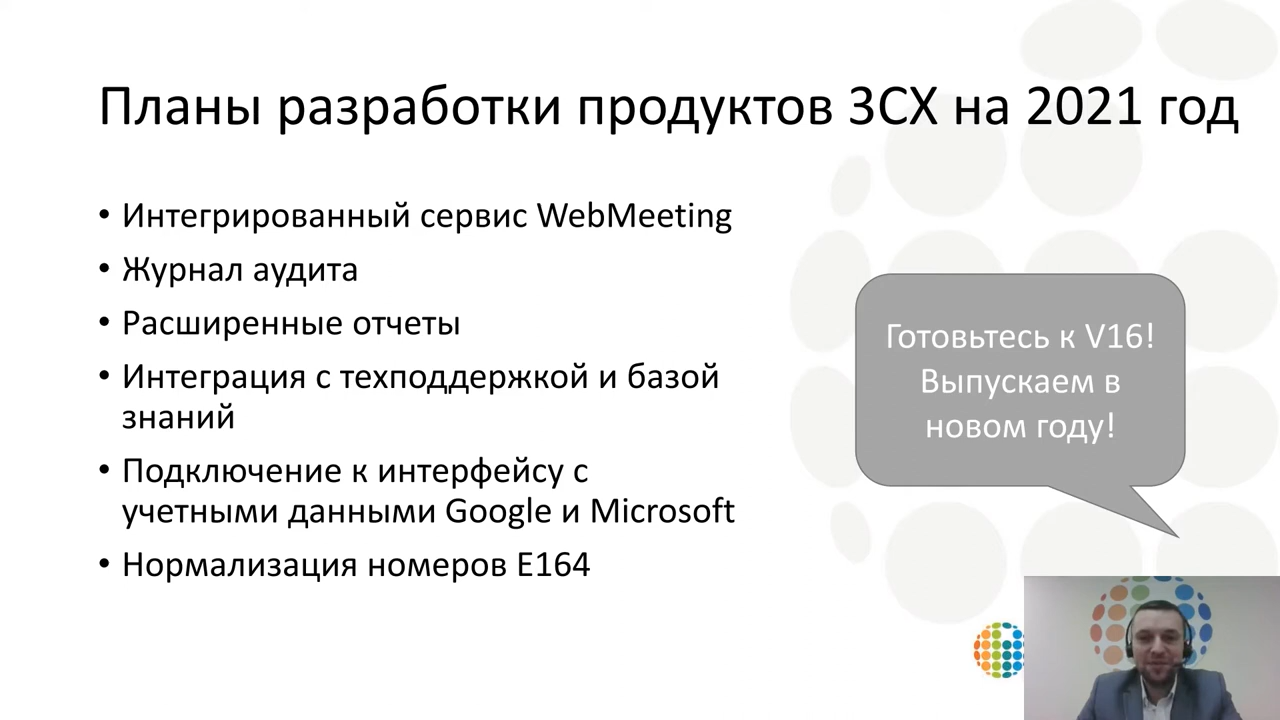 Планы разработки продуктов 3CX на 2021 год
• Интегрированный сервис WebMeeting
• Журнал аудита
• Расширенные отчеты
• Интеграция с техподдержкой и базой
знаний
• Подключение к интерфейсу с
учетными данными Google и Microsoft
• Нормализация номеров E164
Готовьтесь к V16!
Выпускаем в
новом году!